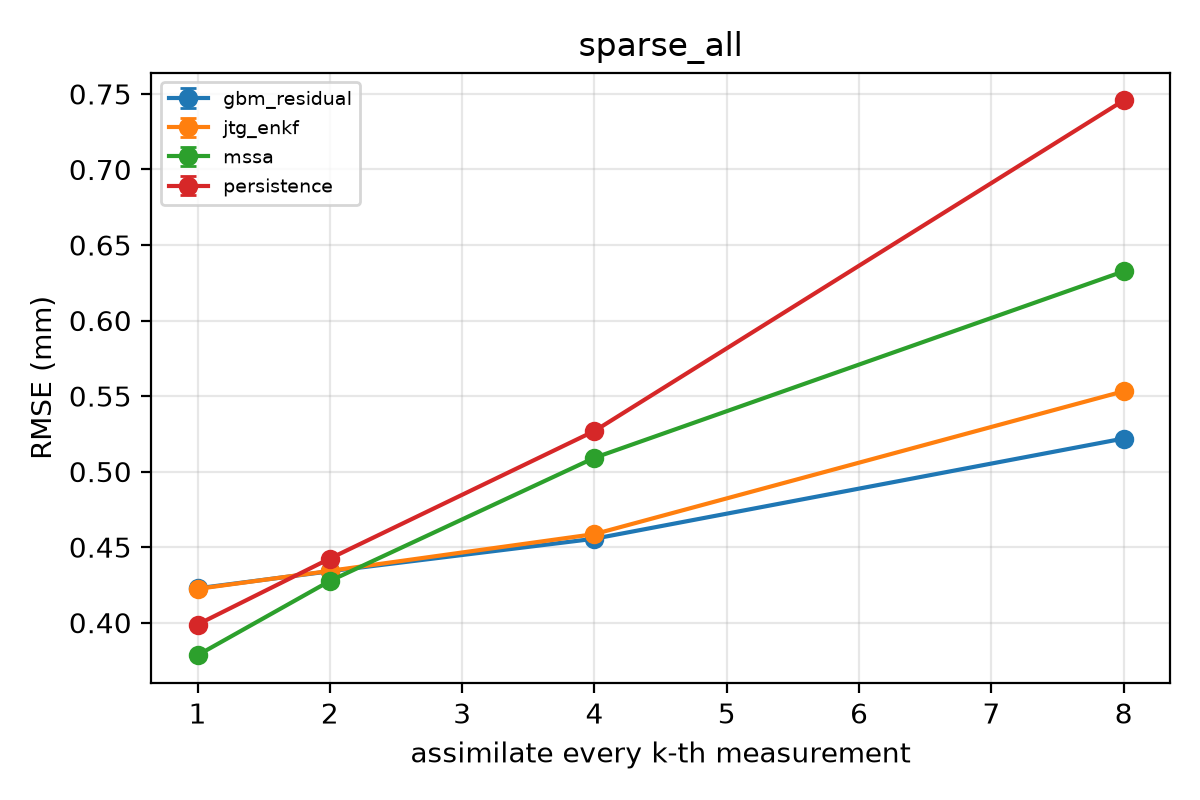 sparse_all
gbm_residual
jtg_enkf
mssa
persistence
RMSE (mm)
0.75
0.70
0.65
0.60
0.55
0.50
0.45
0.40
1 2 3 4 5 6 7 8
assimilate every k-th measurement